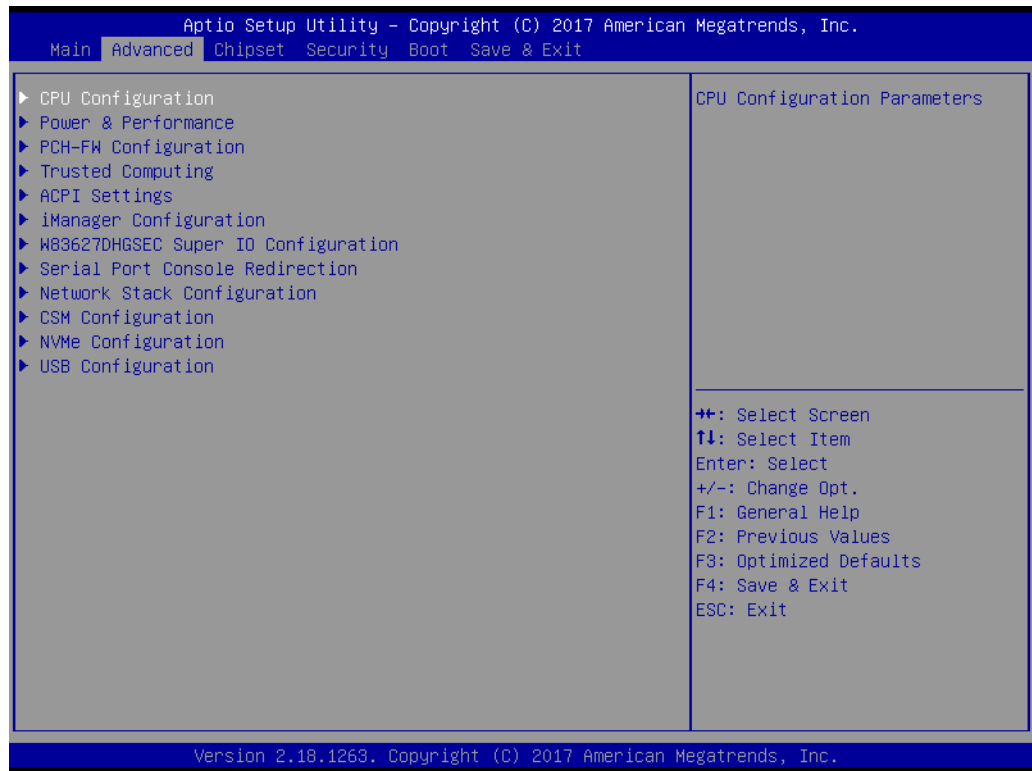 Aptio Setup Utility – Copyright (C) 2017 American Megatrends, Inc.
Main Advanced Chipset Security Boot Save & Exit
▶ CPU Configuration
▶ Power & Performance
▶ PCH-FW Configuration
▶ Trusted Computing
▶ ACPI Settings
▶ iManager Configuration
▶ W83627DHGSEC Super IO Configuration
▶ Serial Port Console Redirection
▶ Network Stack Configuration
▶ CSM Configuration
▶ NVMe Configuration
▶ USB Configuration
CPU Configuration Parameters
→←: Select Screen
↑↓: Select Item
Enter: Select
+/-: Change Opt.
F1: General Help
F2: Previous Values
F3: Optimized Defaults
F4: Save & Exit
ESC: Exit
Version 2.18.1263. Copyright (C) 2017 American Megatrends, Inc.